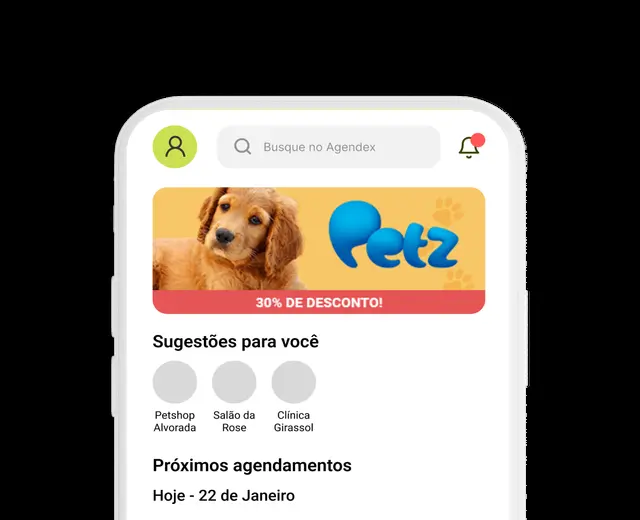 Busque no Agendex
Petz
30% DE DESCONTO!
Sugestões para você
Petshop
Alvorada
Salão da
Rose
Clínica
Girassol
Próximos agendamentos
Hoje - 22 de Janeiro